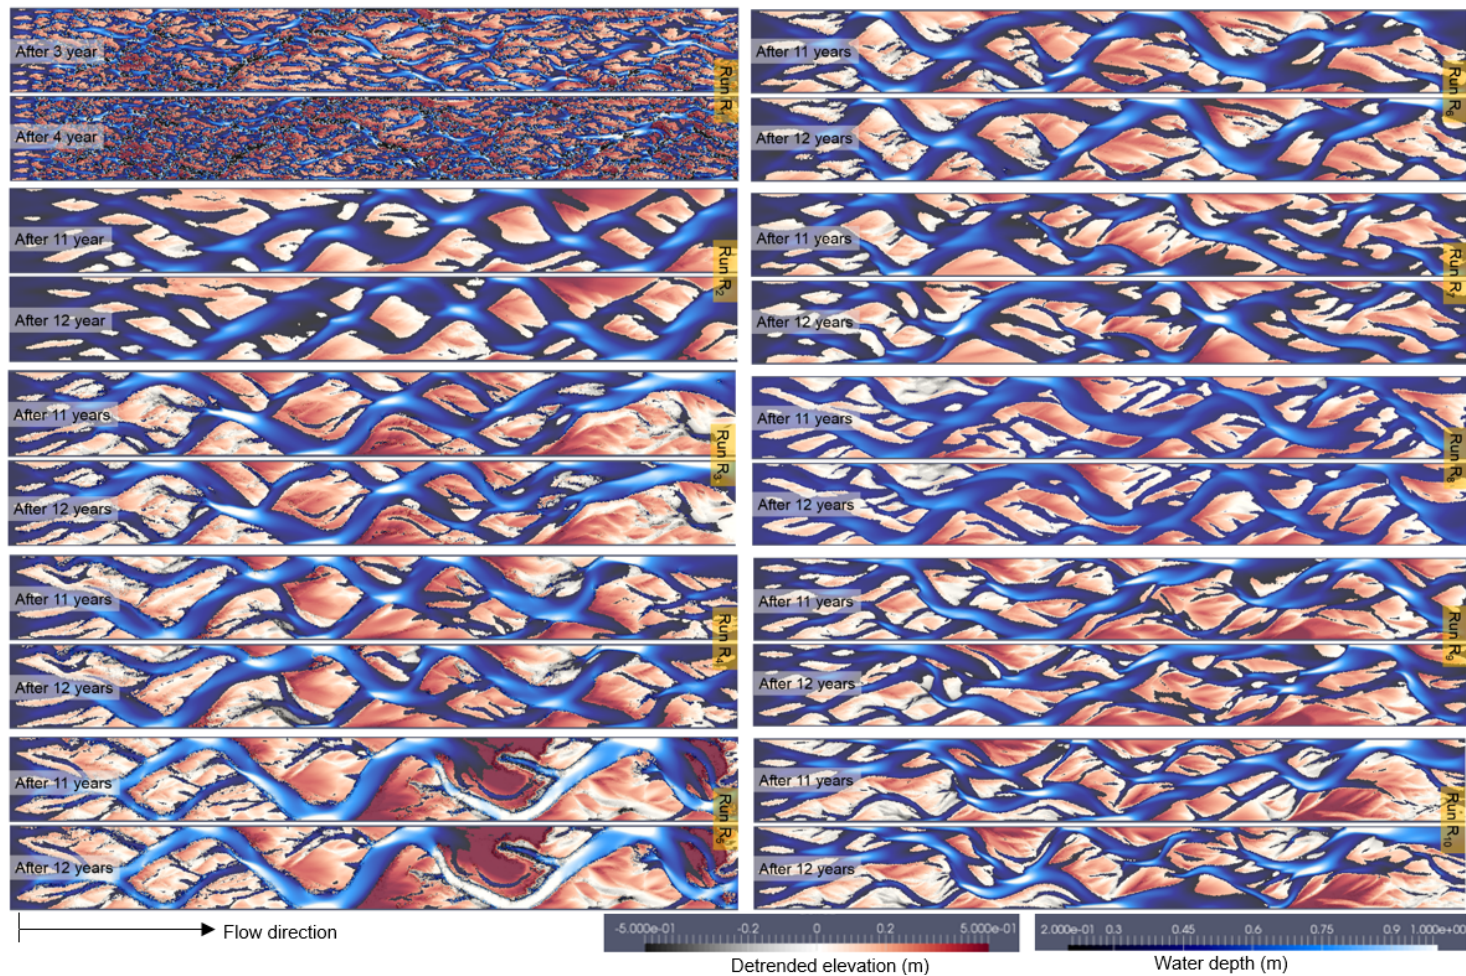 After 3 year
After 4 year
Run R1
After 11 year
After 12 year
Run R2
After 11 years
After 12 years
Run R3
After 11 years
After 12 years
Run R4
After 11 years
After 12 years
Run R5
After 11 years
After 12 years
Run R6
After 11 years
After 12 years
Run R7
After 11 years
After 12 years
Run R8
After 11 years
After 12 years
Run R9
After 11 years
After 12 years
Run R10
Flow direction
-5.000e-01 -0.2 0 0.2 5.000e-01
Detrended elevation (m)
2.000e-01 0.3 0.45 0.6 0.75 0.9 1.000e+00
Water depth (m)